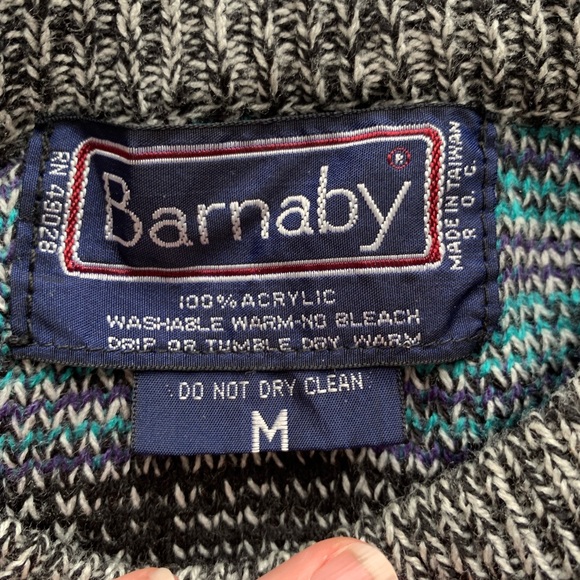 RN 49028
Barnaby ®
MADE IN TAIWAN
R. O. C.
100% ACRYLIC
WASHABLE WARM-NO BLEACH
DRIP OR TUMBLE DRY WARM
DO NOT DRY CLEAN
M